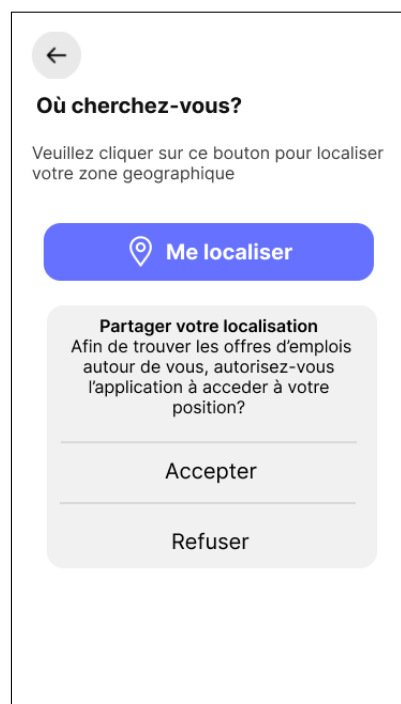 Où cherchez-vous?
Veuillez cliquer sur ce bouton pour localiser
votre zone geographique
Me localiser
Partager votre localisation
Afin de trouver les offres d’emplois
autour de vous, autorisez-vous
l’application à acceder à votre
position?
Accepter
Refuser